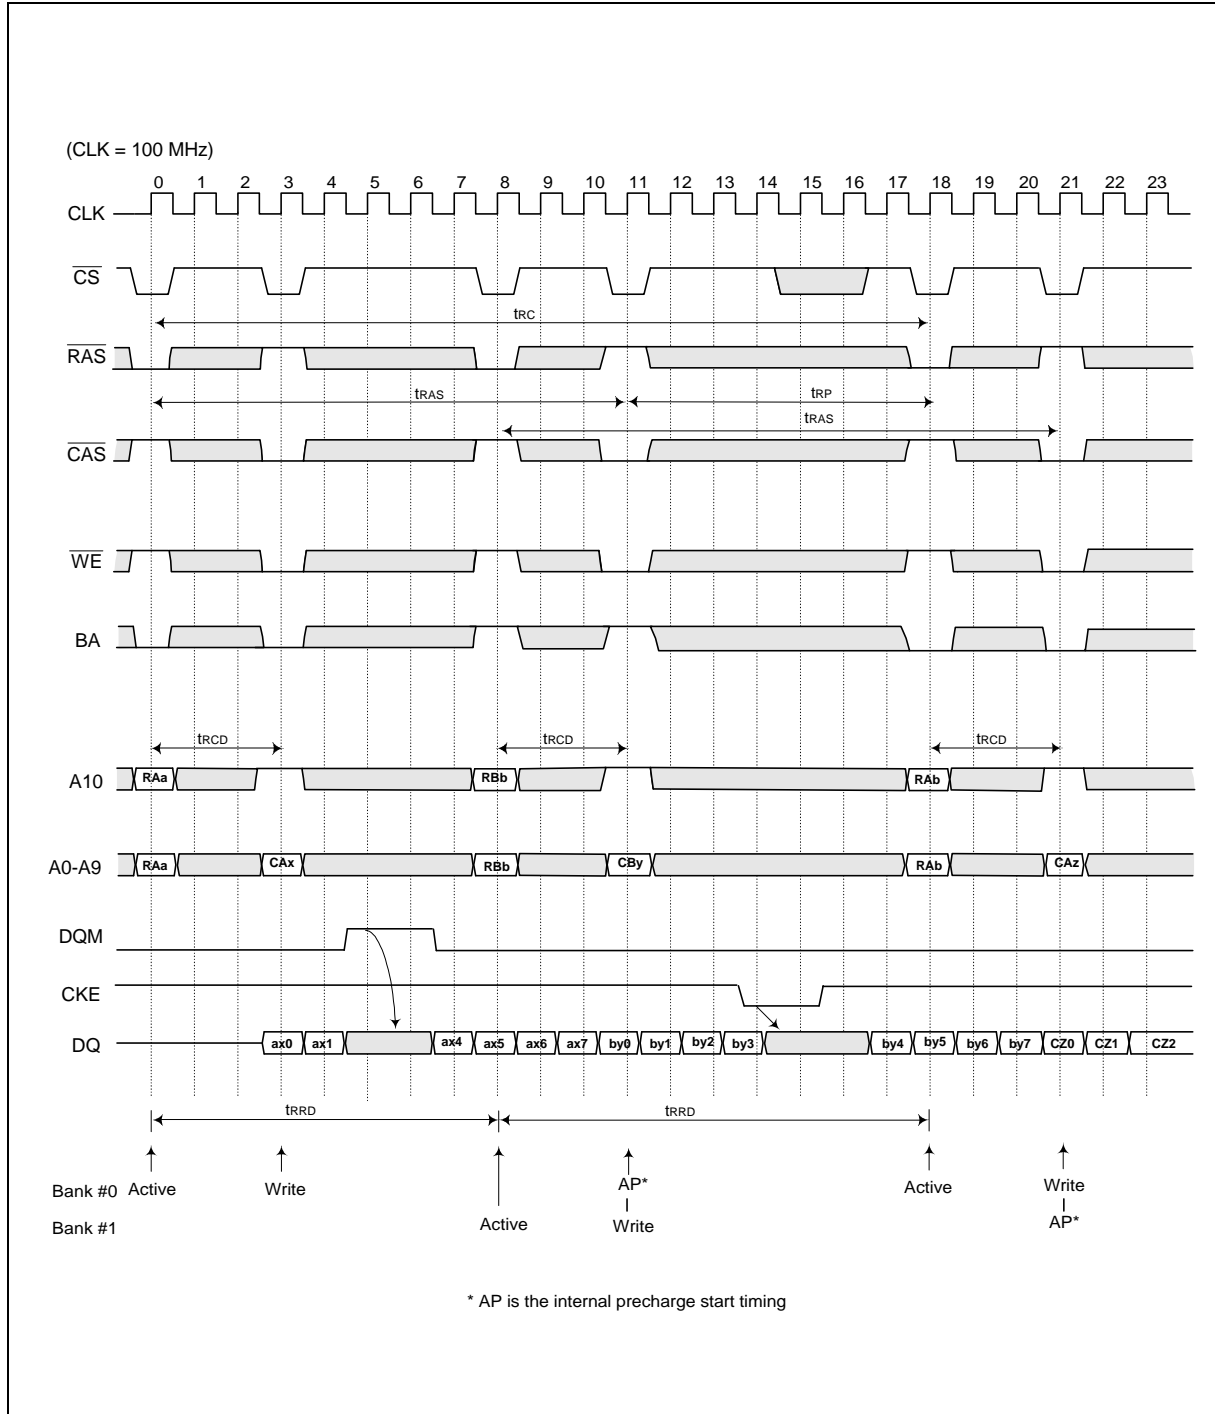 (CLK = 100 MHz)
0 1 2 3 4 5 6 7 8 9 10 11 12 13 14 15 16 17 18 19 20 21 22 23
CLK
CS
tRC
RAS
tRAS tRP
tRAS
CAS
WE
BA
tRCD tRCD tRCD
A10 RAa RBb RAb
A0-A9 RAa CAx RBb CBy RAb CAz
DQM
CKE
DQ ax0 ax1 ax4 ax5 ax6 ax7 by0 by1 by2 by3 by4 by5 by6 by7 CZ0 CZ1 CZ2
tRRD tRRD
Bank #0 Active Write AP* Active Write
Bank #1 Active Write AP*
* AP is the internal precharge start timing